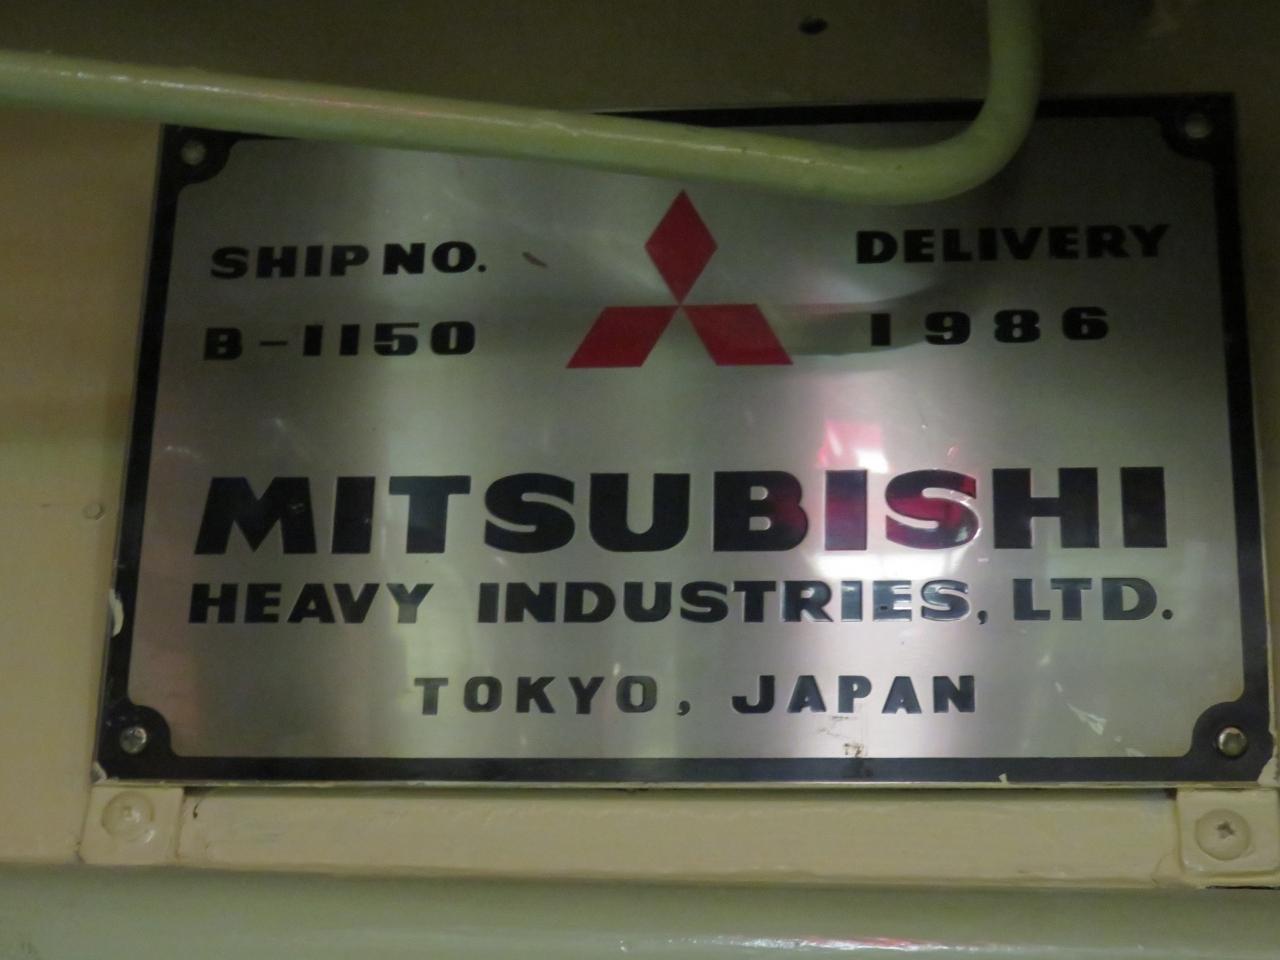 SHIP NO.
DELIVERY
B-1150
1986
MITSUBISHI
HEAVY INDUSTRIES, LTD.
TOKYO, JAPAN